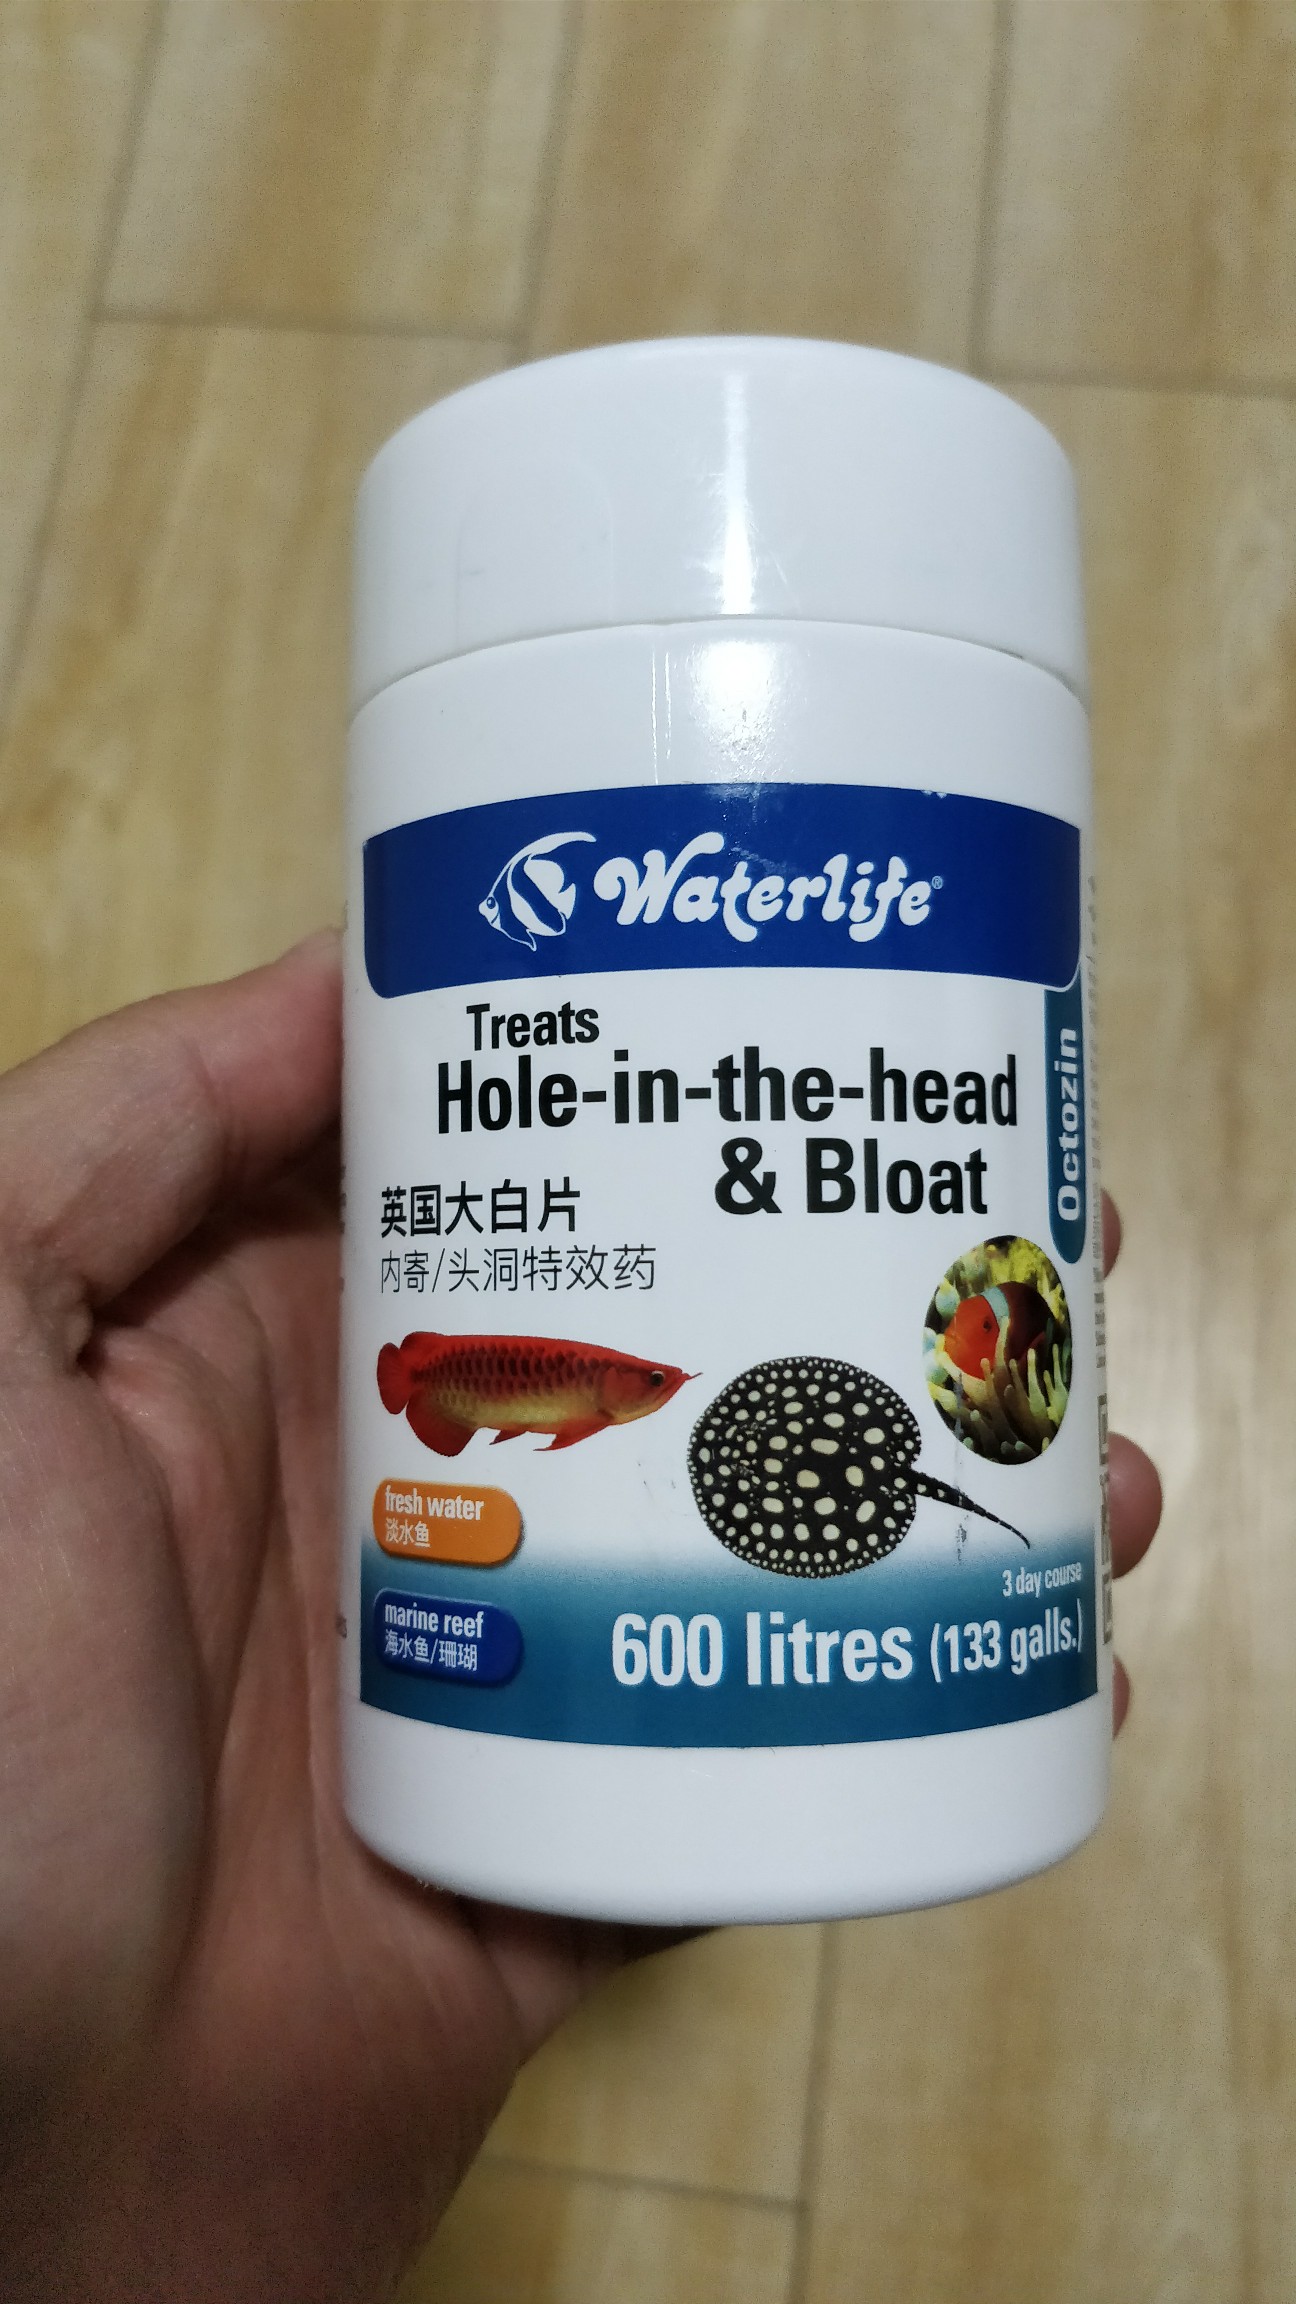 Waterlife®
Treats
Hole-in-the-head
& Bloat
Octozin
英国大白片
内寄/头洞特效药
fresh water
淡水鱼
marine reef
海水鱼/珊瑚
3 day course
600 litres (133 galls.)